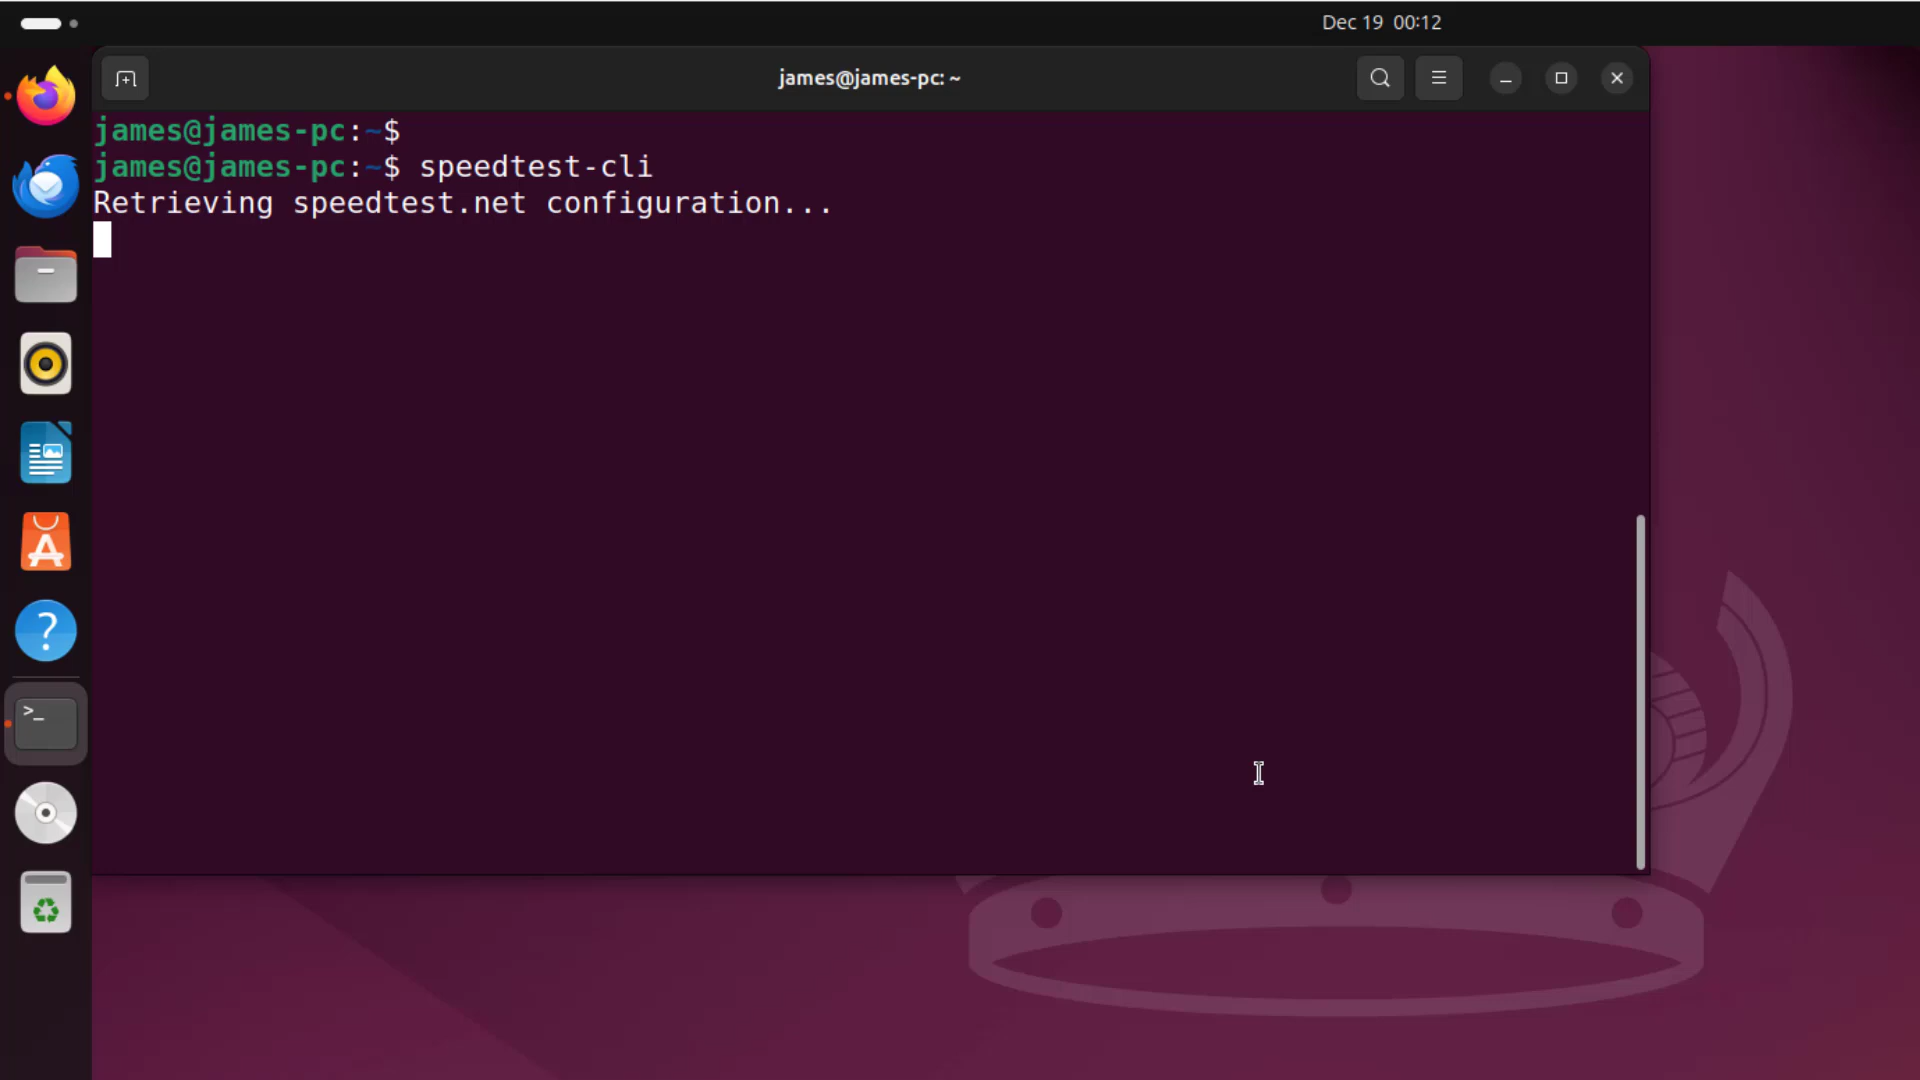 Dec 19 00:12
james@james-pc: ~
james@james-pc:~$
james@james-pc:~$ speedtest-cli
Retrieving speedtest.net configuration...